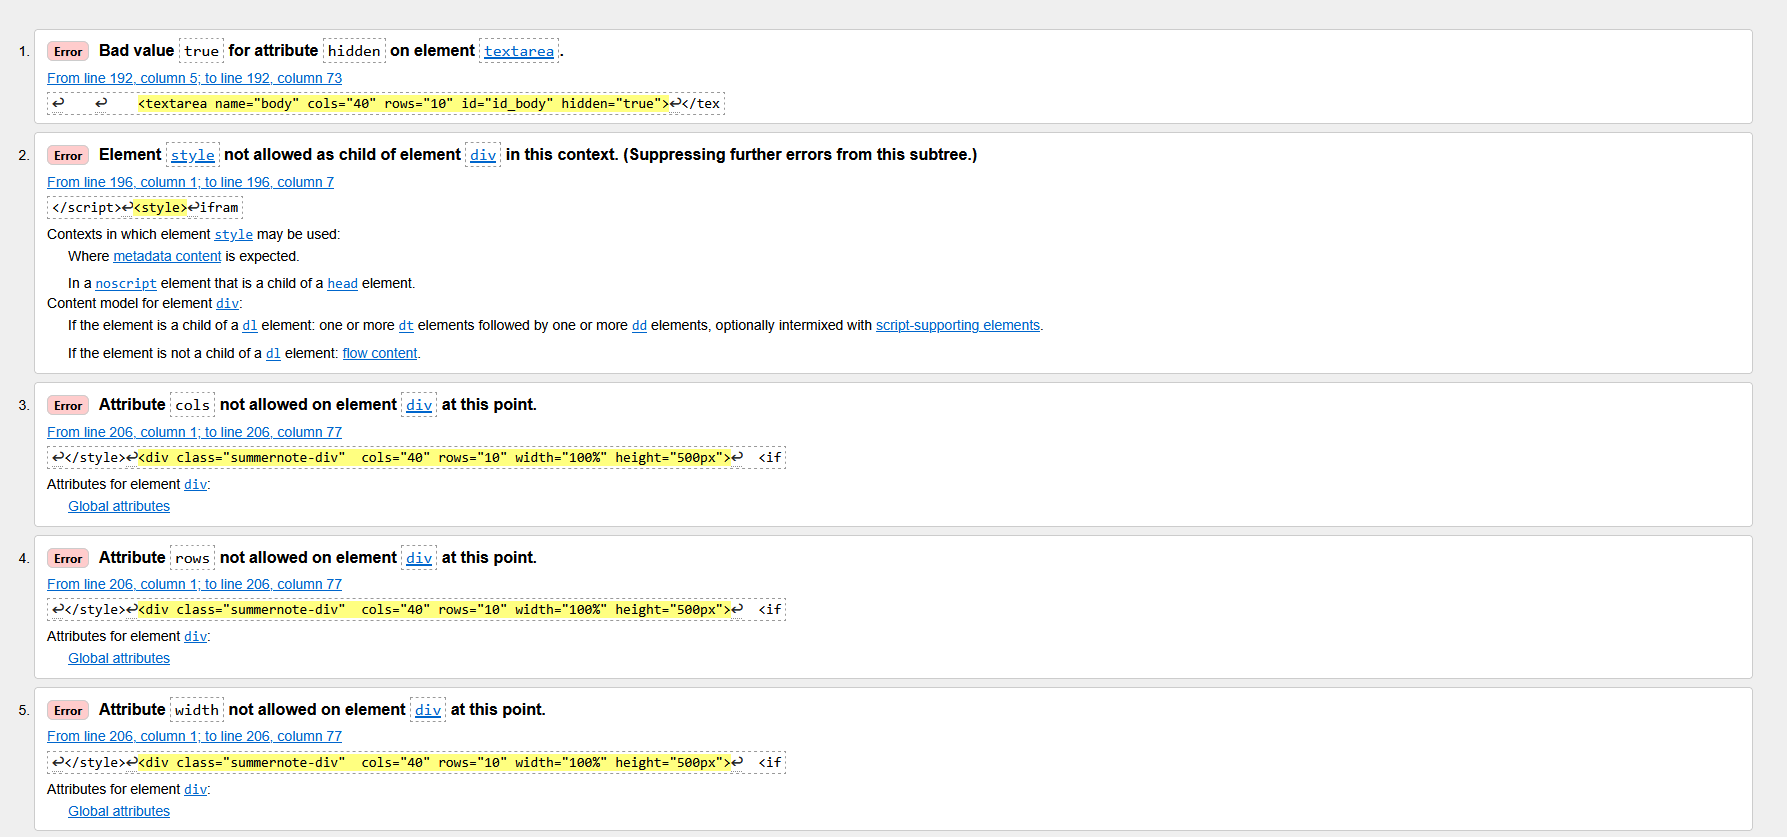 1. Error Bad value true for attribute hidden on element textarea.
From line 192, column 5; to line 192, column 73
↩ ↩ <textarea name="body" cols="40" rows="10" id="id_body" hidden="true">↩</tex
2. Error Element style not allowed as child of element div in this context. (Suppressing further errors from this subtree.)
From line 196, column 1; to line 196, column 7
</script>↩<style>↩ifram
Contexts in which element style may be used:
Where metadata content is expected.
In a noscript element that is a child of a head element.
Content model for element div:
If the element is a child of a dl element: one or more dt elements followed by one or more dd elements, optionally intermixed with script-supporting elements.
If the element is not a child of a dl element: flow content.
3. Error Attribute cols not allowed on element div at this point.
From line 206, column 1; to line 206, column 77
↩</style>↩<div class="summernote-div"  cols="40" rows="10" width="100%" height="500px">↩  <if
Attributes for element div:
Global attributes
4. Error Attribute rows not allowed on element div at this point.
From line 206, column 1; to line 206, column 77
↩</style>↩<div class="summernote-div"  cols="40" rows="10" width="100%" height="500px">↩  <if
Attributes for element div:
Global attributes
5. Error Attribute width not allowed on element div at this point.
From line 206, column 1; to line 206, column 77
↩</style>↩<div class="summernote-div"  cols="40" rows="10" width="100%" height="500px">↩  <if
Attributes for element div:
Global attributes